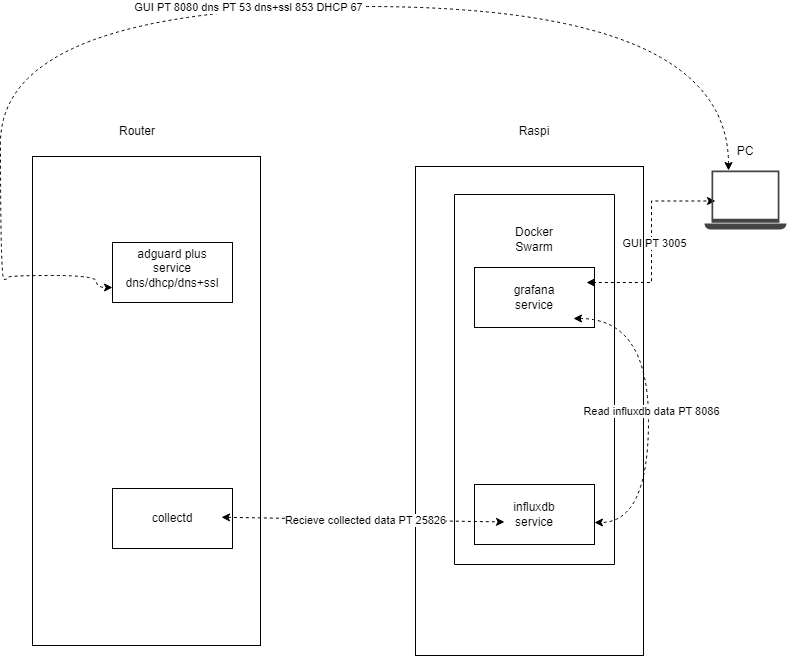 GUI PT 8080 dns PT 53 dns+ssl 853 DHCP 67
Router
Raspi
PC
Docker
Swarm
GUI PT 3005
adguard plus
service
dns/dhcp/dns+ssl
grafana
service
Read influxdb data PT 8086
collectd
Recieve collected data PT 25826
influxdb
service